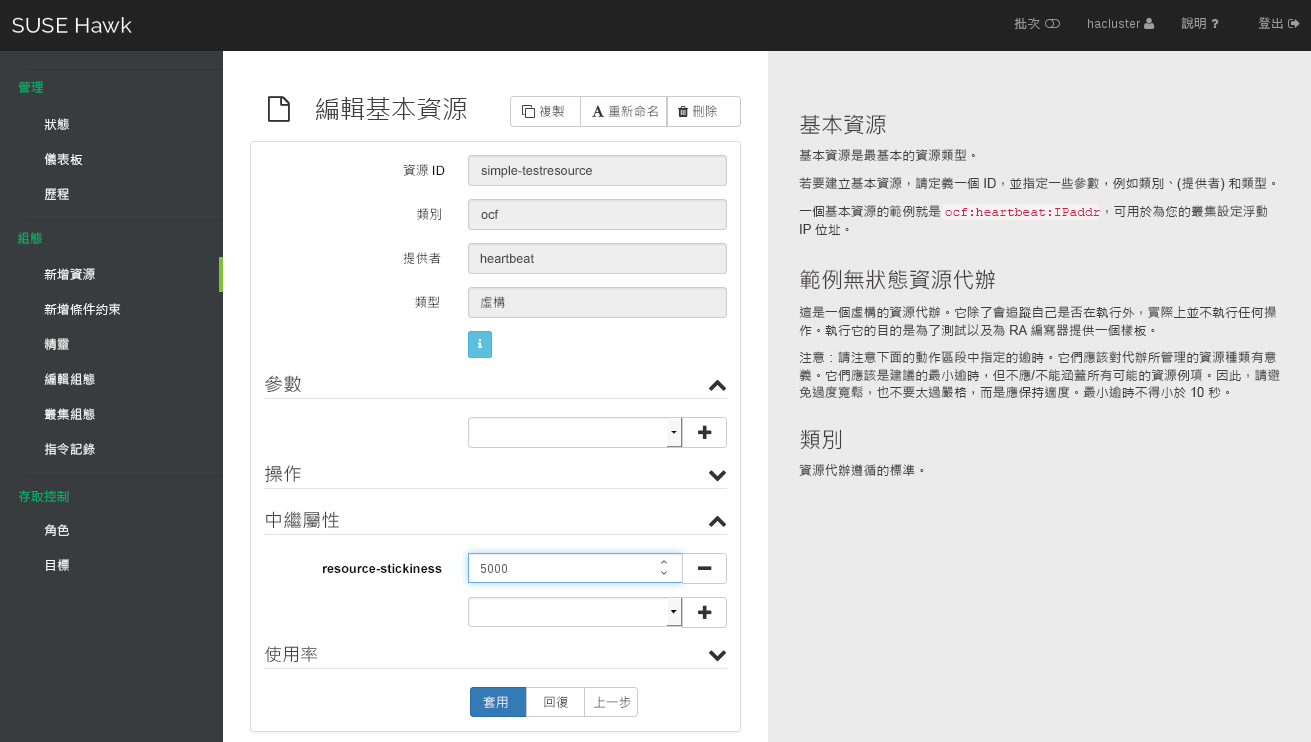 SUSE Hawk
批次
hacluster
說明 ?
登出
管理
狀態
儀表板
歷程
組態
新增資源
新增條件約束
精靈
編輯組態
叢集組態
指令記錄
存取控制
角色
目標
編輯基本資源
複製
A 重新命名
刪除
資源 ID
simple-testresource
類別
ocf
提供者
heartbeat
類型
虛構
i
參數
操作
中繼屬性
resource-stickiness
5000
使用率
套用
回復
上一步
基本資源
基本資源是最基本的資源類型。
若要建立基本資源，請定義一個 ID，並指定一些參數，例如類別、(提供者) 和類型。
一個基本資源的範例就是 ocf:heartbeat:IPaddr，可用於為您的叢集設定浮動
IP 位址。
範例無狀態資源代辦
這是一個虛構的資源代辦。它除了會追蹤自己是否在執行外，實際上並不執行任何操
作。執行它的目的是為了測試以及為 RA 編寫器提供一個樣板。
注意：請注意下面的動作區段中指定的逾時。它們應該對代辦所管理的資源種類有意
義。它們應該是建議的最小逾時，但不應/不能涵蓋所有可能的資源例項。因此，請避
免過度寬鬆，也不要太過嚴格，而是應保持適度。最小逾時不得小於 10 秒。
類別
資源代辦遵循的標準。